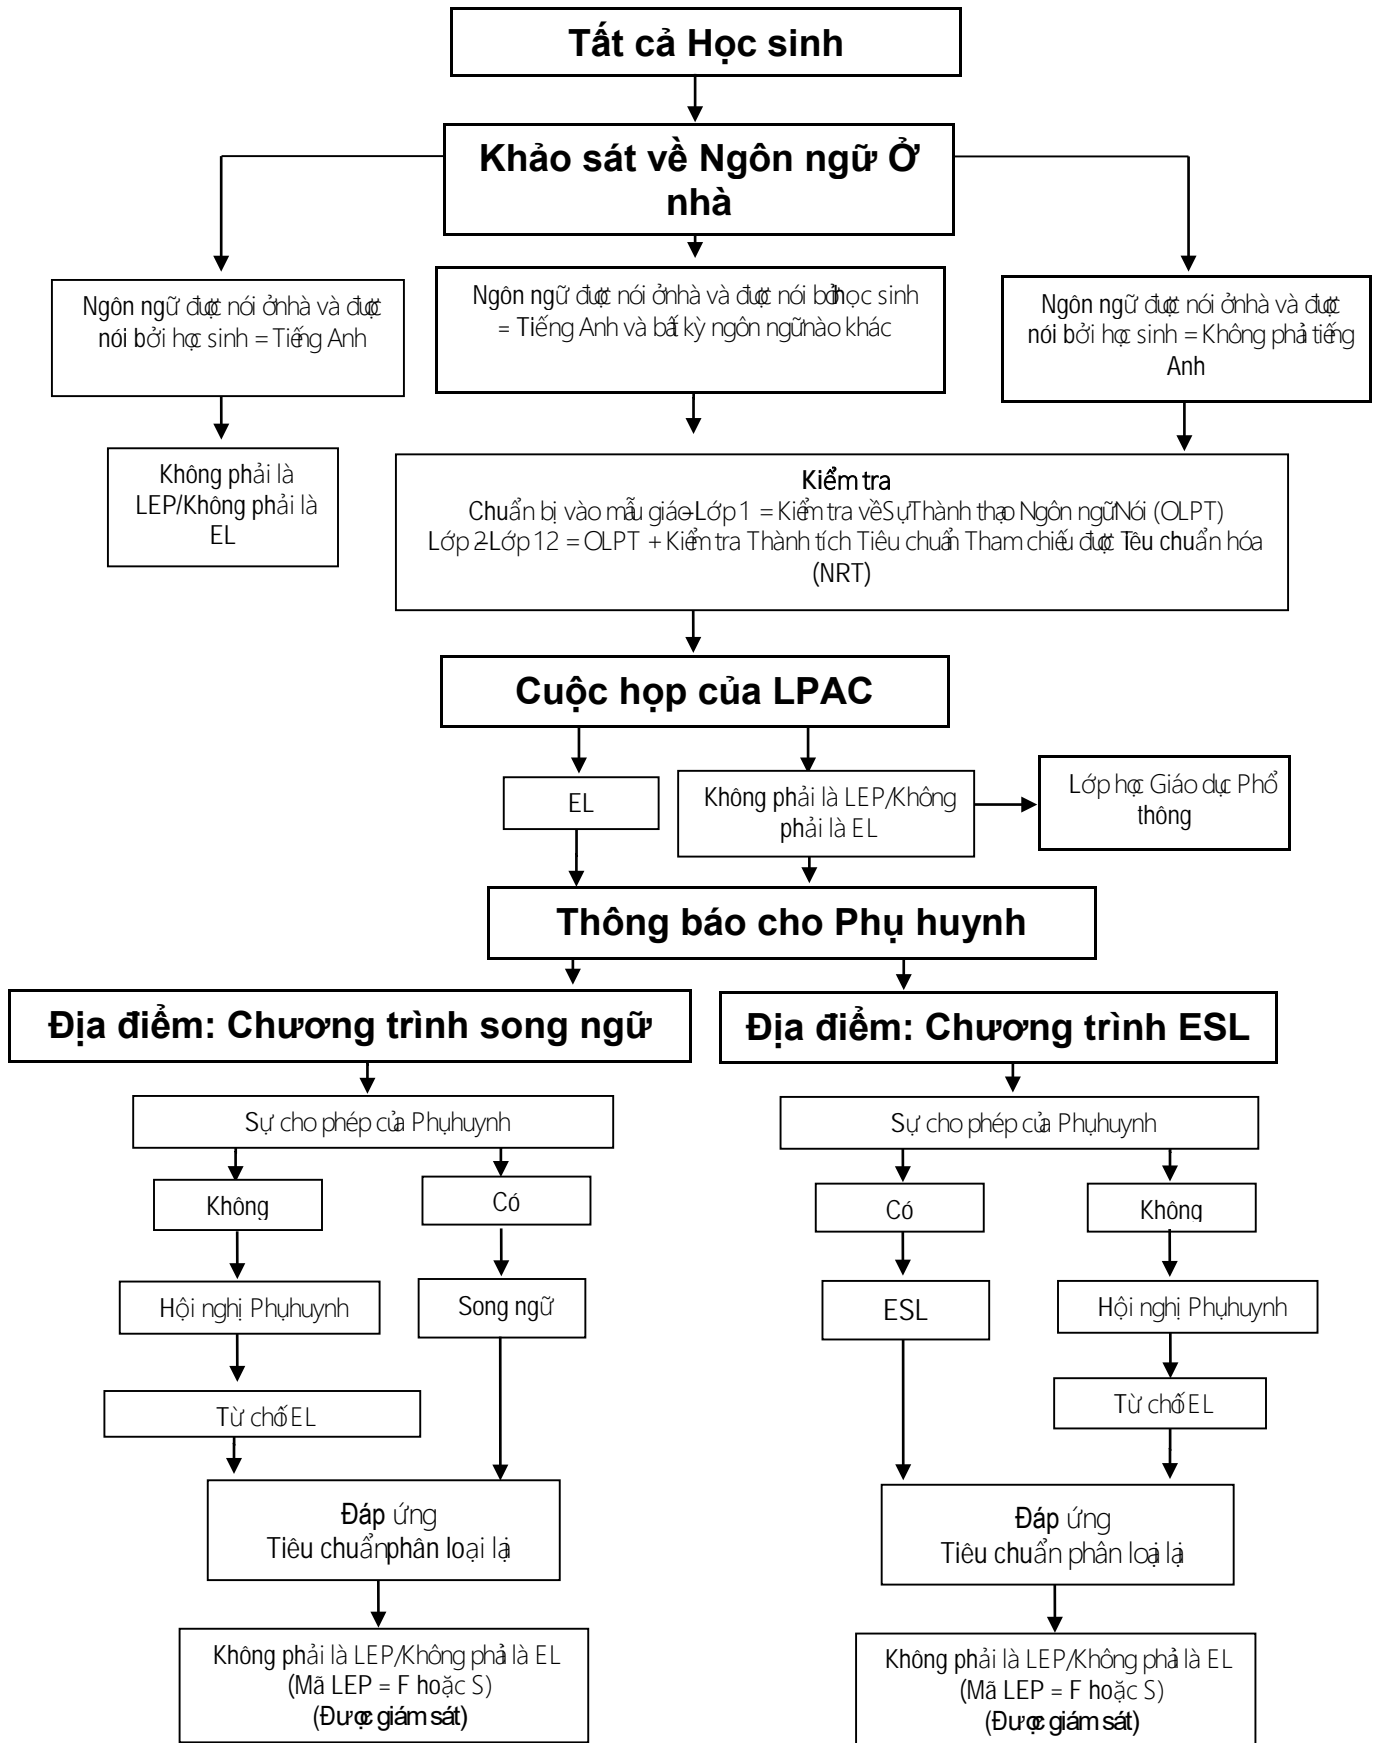 Tất cả Học sinh
Khảo sát về Ngôn ngữ Ở
nhà
Ngôn ngữ được nói ở nhà và được
nói bởi học sinh = Tiếng Anh
Ngôn ngữ được nói ở nhà và được nói bởi học sinh
= Tiếng Anh và bất kỳ ngôn ngữ nào khác
Ngôn ngữ được nói ở nhà và được
nói bởi học sinh = Không phải tiếng
Anh
Không phải là
LEP/Không phải là
EL
Kiểm tra
Chuẩn bị vào mẫu giáo-Lớp 1 = Kiểm tra về Sự Thành thạo Ngôn ngữ Nói (OLPT)
Lớp 2-Lớp 12 = OLPT + Kiểm tra Thành tích Tiêu chuẩn Tham chiếu được Tiêu chuẩn hóa
(NRT)
Cuộc họp của LPAC
EL
Không phải là LEP/Không
phải là EL
Lớp học Giáo dục Phổ
thông
Thông báo cho Phụ huynh
Địa điểm: Chương trình song ngữ
Địa điểm: Chương trình ESL
Sự cho phép của Phụ huynh
Sự cho phép của Phụ huynh
Không
Có
Có
Không
Hội nghị Phụ huynh
Song ngữ
ESL
Hội nghị Phụ huynh
Từ chối EL
Từ chối EL
Đáp ứng
Tiêu chuẩn phân loại lại
Đáp ứng
Tiêu chuẩn phân loại lại
Không phải là LEP/Không phải là EL
(Mã LEP = F hoặc S)
(Được giám sát)
Không phải là LEP/Không phải là EL
(Mã LEP = F hoặc S)
(Được giám sát)